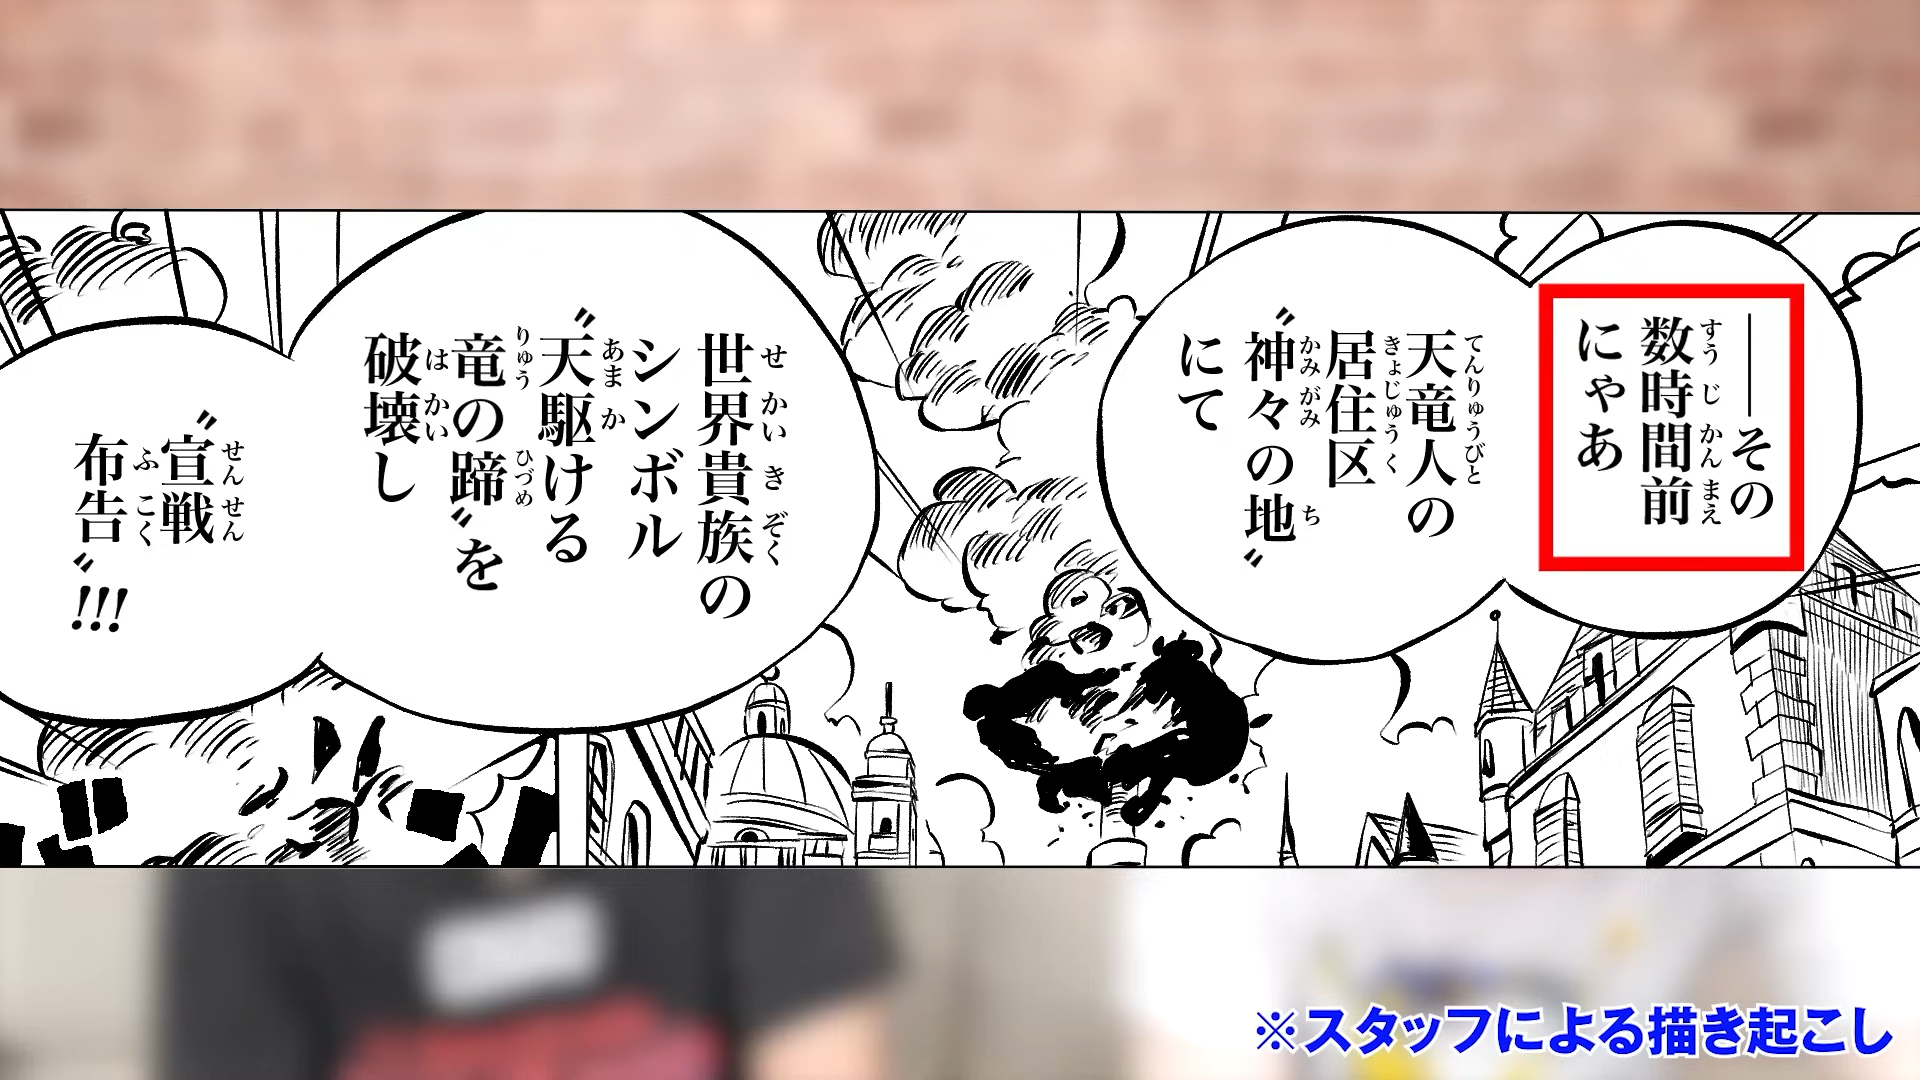 ──その
数時間前
にゃあ
天竜人の
居住区
〝神々の地〟
にて
世界貴族の
シンボル
〝天駆ける
竜の蹄〟を
破壊し
〝宣戦
布告〟!!!
※スタッフによる描き起こし